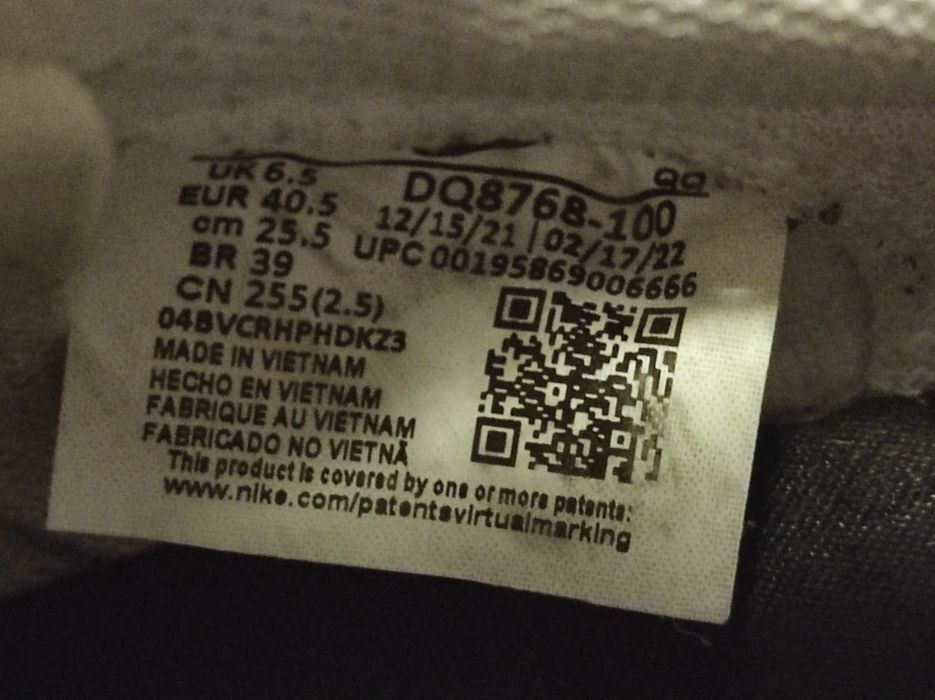 UK 6.5
EUR 40.5
cm 25.5
BR 39
CN 255(2.5)
04BVCRHPHDKZ3
MADE IN VIETNAM
HECHO EN VIETNAM
FABRIQUE AU VIETNAM
FABRICADO NO VIETNÃ
DQ8768-100
12/15/21 | 02/17/22
UPC 00195869006666
This product is covered by one or more patents:
www.nike.com/patentsvirtualmarking